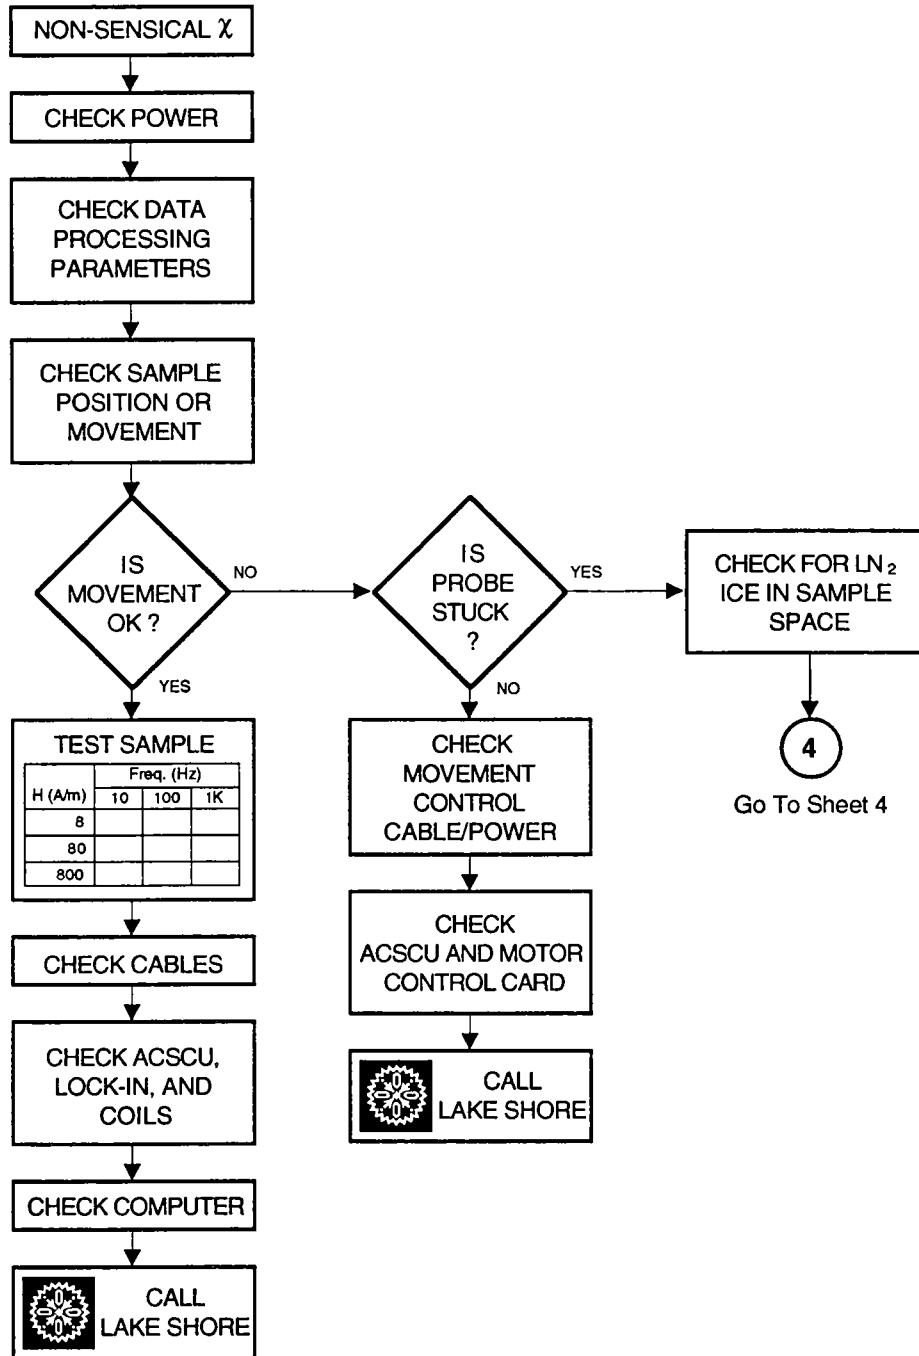 NON-SENSICAL χ
CHECK POWER
CHECK DATA
PROCESSING
PARAMETERS
CHECK SAMPLE
POSITION OR
MOVEMENT
IS
MOVEMENT
OK ?
NO
YES
IS
PROBE
STUCK
?
YES
NO
CHECK FOR LN₂
ICE IN SAMPLE
SPACE
4
Go To Sheet 4
TEST SAMPLE
Freq. (Hz)
H (A/m) 10 100 1K
8
80
800
CHECK CABLES
CHECK ACSCU,
LOCK-IN, AND
COILS
CHECK COMPUTER
CALL
LAKE SHORE
CHECK
MOVEMENT
CONTROL
CABLE/POWER
CHECK
ACSCU AND MOTOR
CONTROL CARD
CALL
LAKE SHORE